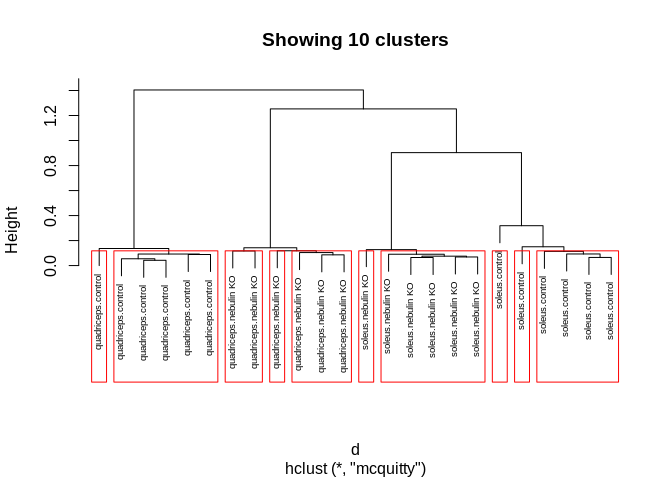 Showing 10 clusters
Height
1.2
0.8
0.4
0.0
quadriceps.control
quadriceps.control
quadriceps.control
quadriceps.control
quadriceps.control
quadriceps.control
quadriceps.nebulin KO
quadriceps.nebulin KO
quadriceps.nebulin KO
quadriceps.nebulin KO
quadriceps.nebulin KO
quadriceps.nebulin KO
soleus.nebulin KO
soleus.nebulin KO
soleus.nebulin KO
soleus.nebulin KO
soleus.nebulin KO
soleus.nebulin KO
soleus.control
soleus.control
soleus.control
soleus.control
soleus.control
soleus.control
d
hclust (*, "mcquitty")